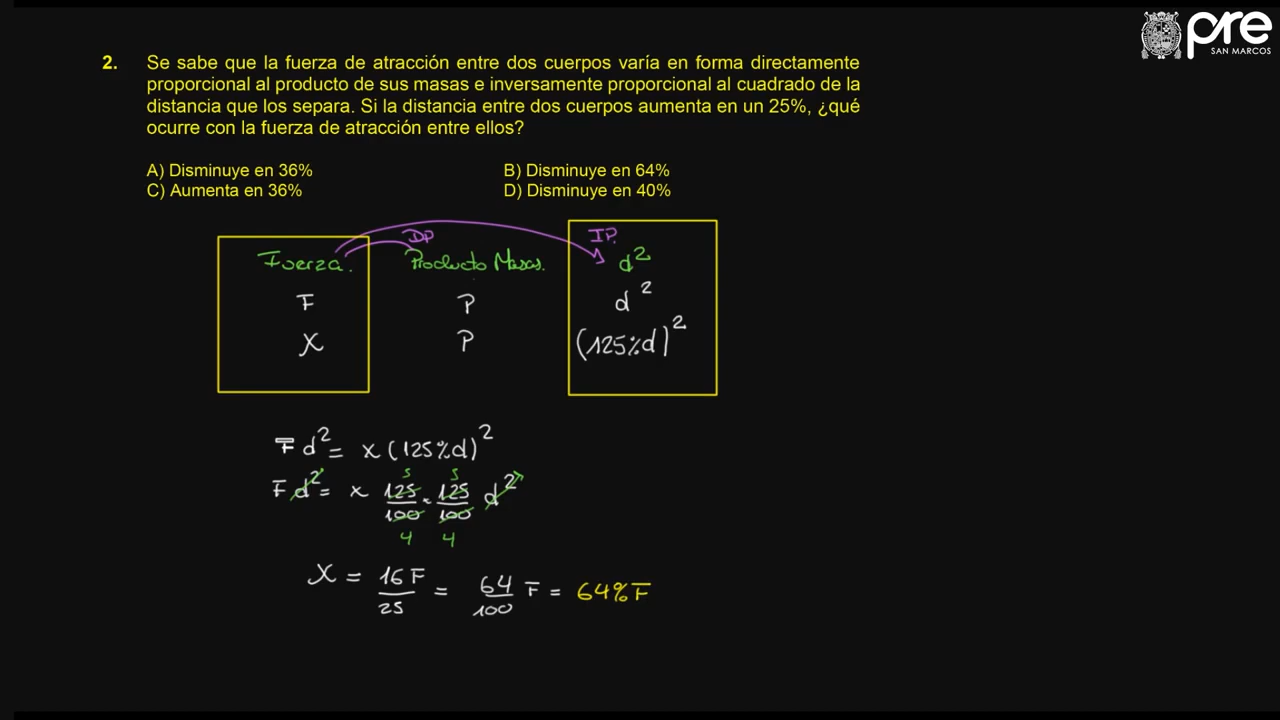 pre
SAN MARCOS
2. Se sabe que la fuerza de atracción entre dos cuerpos varía en forma directamente
proporcional al producto de sus masas e inversamente proporcional al cuadrado de la
distancia que los separa. Si la distancia entre dos cuerpos aumenta en un 25%, ¿qué
ocurre con la fuerza de atracción entre ellos?
A) Disminuye en 36% B) Disminuye en 64%
C) Aumenta en 36% D) Disminuye en 40%
DP IP.
Fuerza. Producto Masas. d²
F P d²
X P (125%d)²
F d² = x (125%d)²
F d² = x 125/100 × 125/100 d²
5 5
4 4
X = 16F/25 = 64/100 F = 64% F